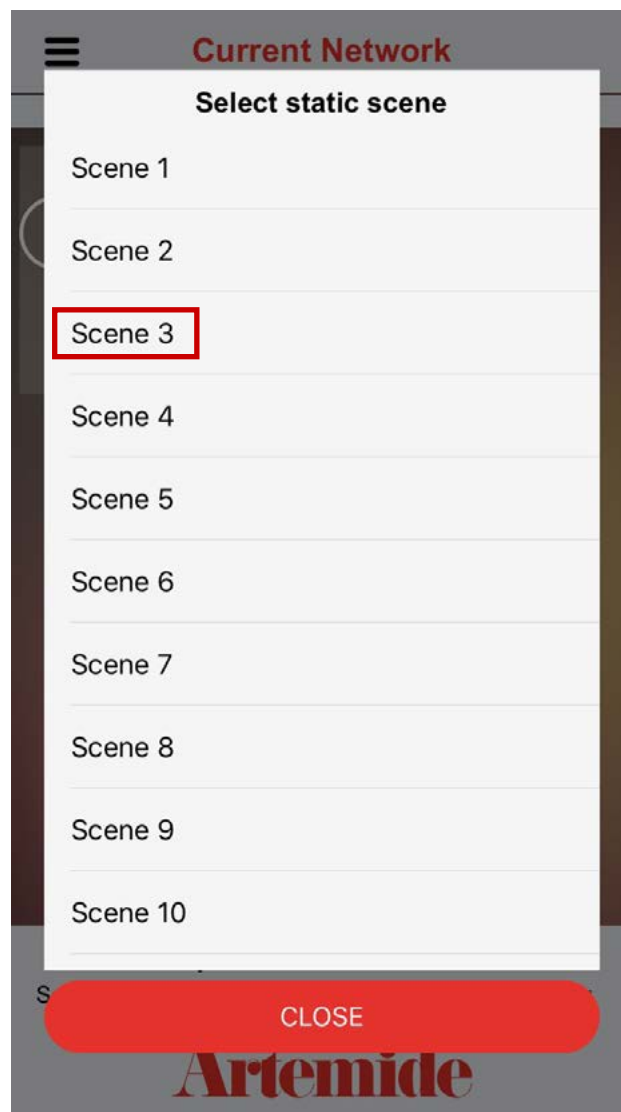 Current Network
Select static scene
Scene 1
Scene 2
Scene 3
Scene 4
Scene 5
Scene 6
Scene 7
Scene 8
Scene 9
Scene 10
S
CLOSE
Artemide